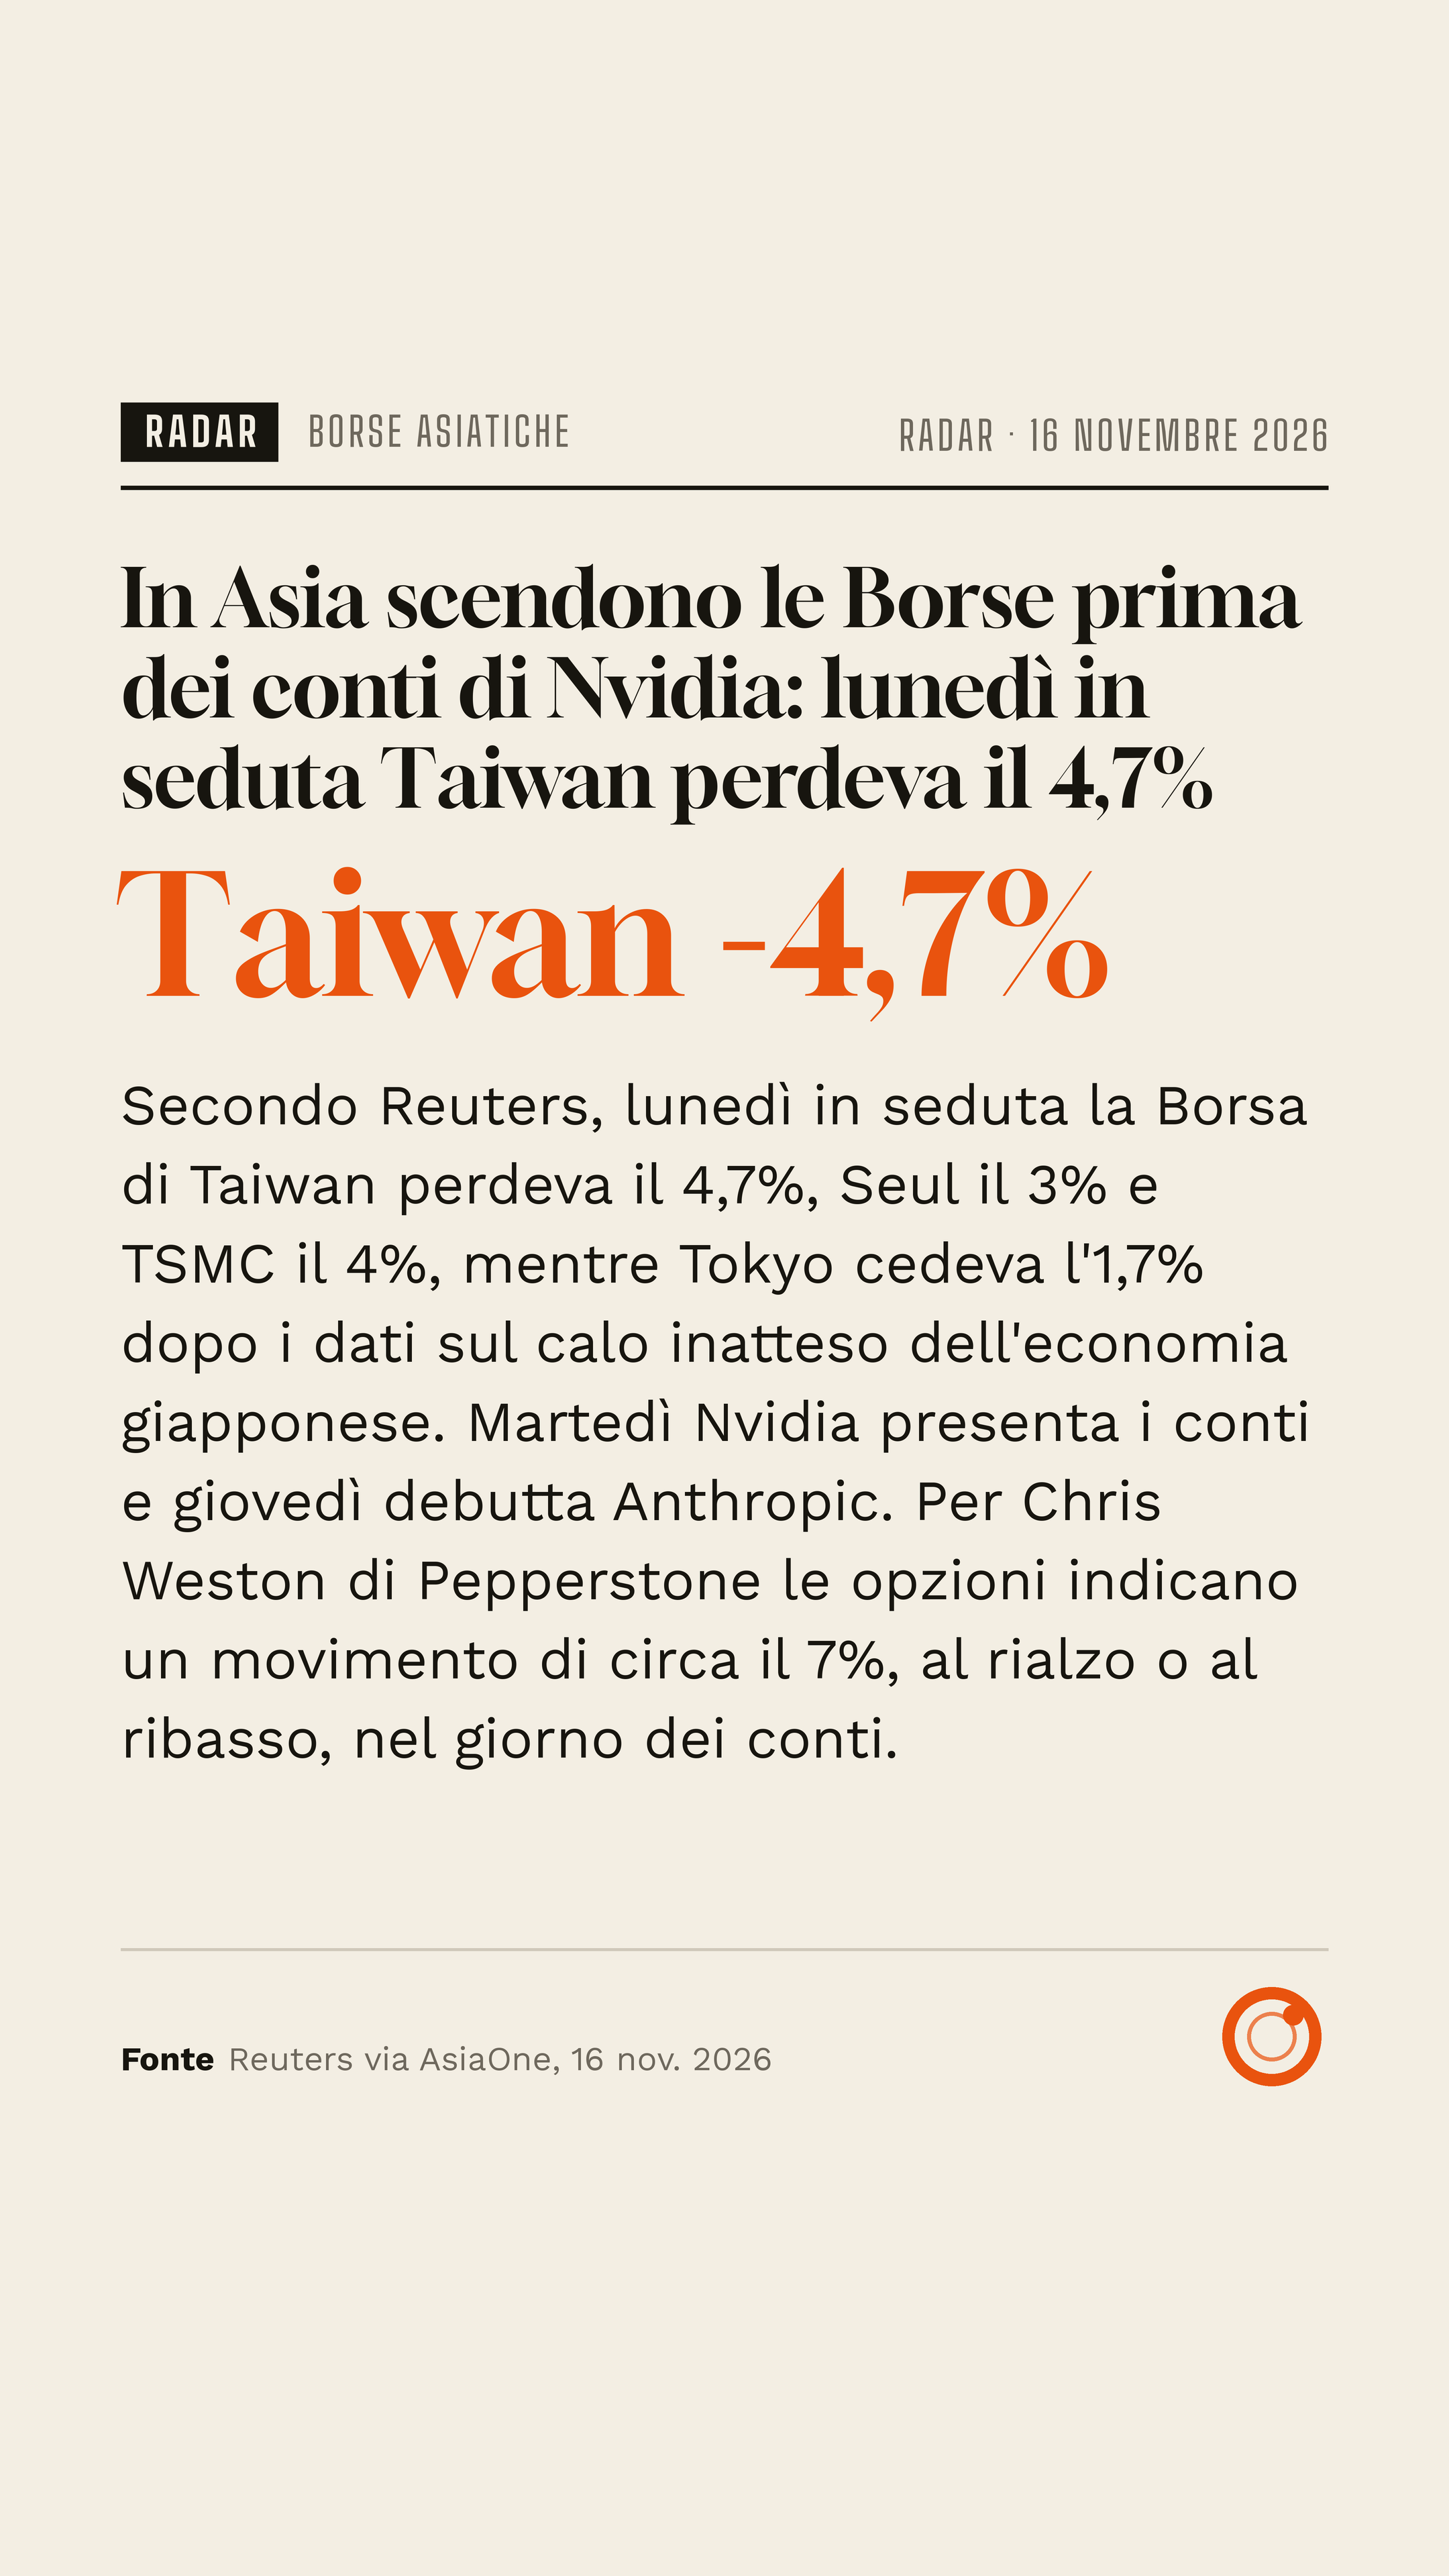 RADAR BORSE ASIATICHE RADAR · 16 NOVEMBRE 2026
In Asia scendono le Borse prima
dei conti di Nvidia: lunedì in
seduta Taiwan perdeva il 4,7%
Taiwan -4,7%
Secondo Reuters, lunedì in seduta la Borsa
di Taiwan perdeva il 4,7%, Seul il 3% e
TSMC il 4%, mentre Tokyo cedeva l'1,7%
dopo i dati sul calo inatteso dell'economia
giapponese. Martedì Nvidia presenta i conti
e giovedì debutta Anthropic. Per Chris
Weston di Pepperstone le opzioni indicano
un movimento di circa il 7%, al rialzo o al
ribasso, nel giorno dei conti.
Fonte Reuters via AsiaOne, 16 nov. 2026